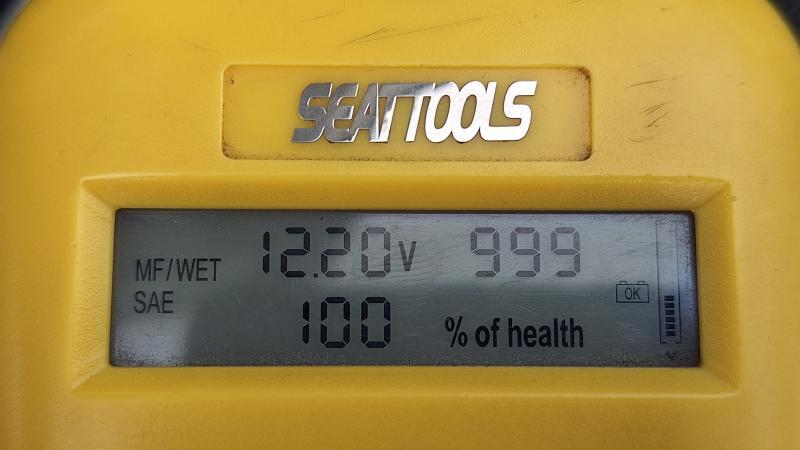 SEATTOOLS
MF/WET 12.20V 999
SAE 100 % of health
OK